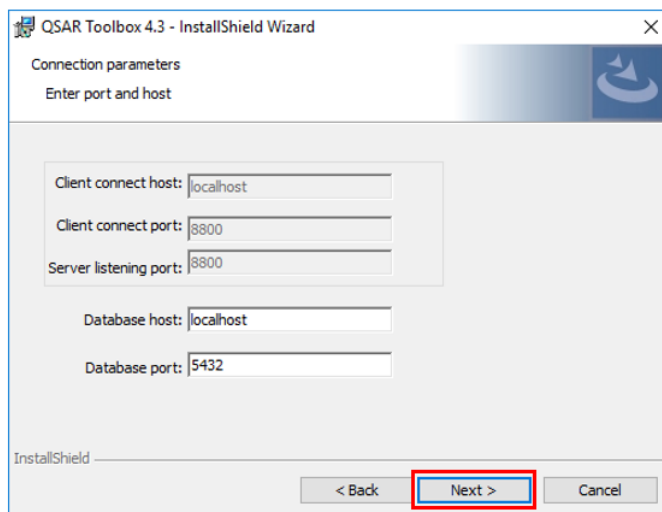 QSAR Toolbox 4.3 - InstallShield Wizard
Connection parameters
Enter port and host
Client connect host: localhost
Client connect port: 8800
Server listening port: 8800
Database host: localhost
Database port: 5432
InstallShield
< Back Next > Cancel